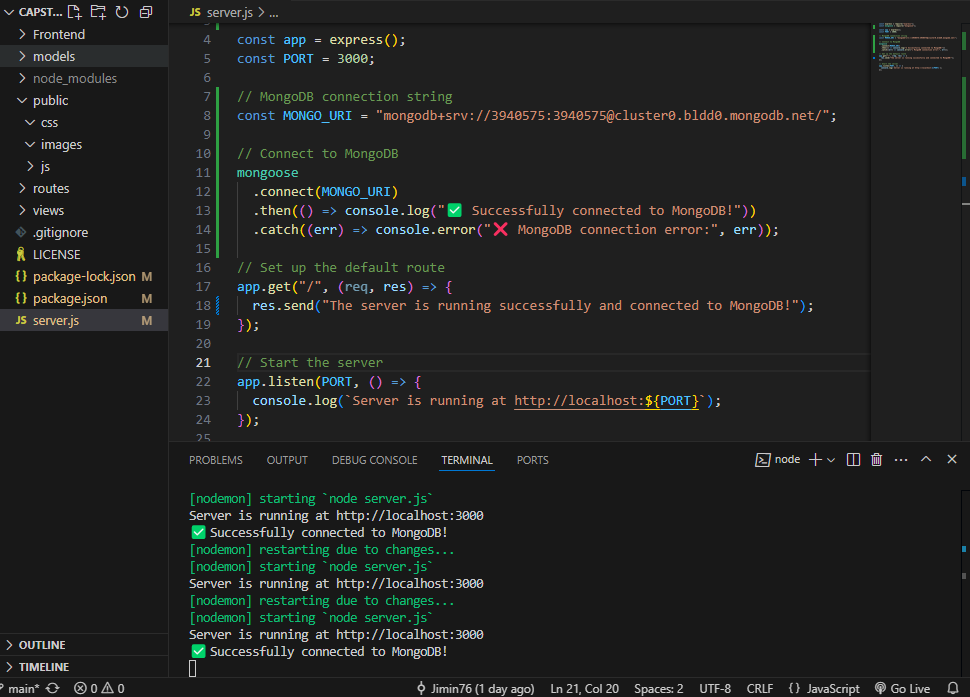 CAPST...
Frontend
models
node_modules
public
css
images
js
routes
views
.gitignore
LICENSE
{} package-lock.json M
{} package.json M
JS server.js M
OUTLINE
TIMELINE
JS server.js > ...
4 const app = express();
5 const PORT = 3000;
6
7 // MongoDB connection string
8 const MONGO_URI = "mongodb+srv://3940575:3940575@cluster0.bldd0.mongodb.net/";
9
10 // Connect to MongoDB
11 mongoose
12 .connect(MONGO_URI)
13 .then(() => console.log("✅ Successfully connected to MongoDB!"))
14 .catch((err) => console.error("❌ MongoDB connection error:", err));
15
16 // Set up the default route
17 app.get("/", (req, res) => {
18 res.send("The server is running successfully and connected to MongoDB!");
19 });
20
21 // Start the server
22 app.listen(PORT, () => {
23 console.log(`Server is running at http://localhost:${PORT}`);
24 });
25
PROBLEMS OUTPUT DEBUG CONSOLE TERMINAL PORTS node
[nodemon] starting `node server.js`
Server is running at http://localhost:3000
✅ Successfully connected to MongoDB!
[nodemon] restarting due to changes...
[nodemon] starting `node server.js`
Server is running at http://localhost:3000
[nodemon] restarting due to changes...
[nodemon] starting `node server.js`
Server is running at http://localhost:3000
✅ Successfully connected to MongoDB!
main* 0 0 Jimin76 (1 day ago) Ln 21, Col 20 Spaces: 2 UTF-8 CRLF {} JavaScript Go Live